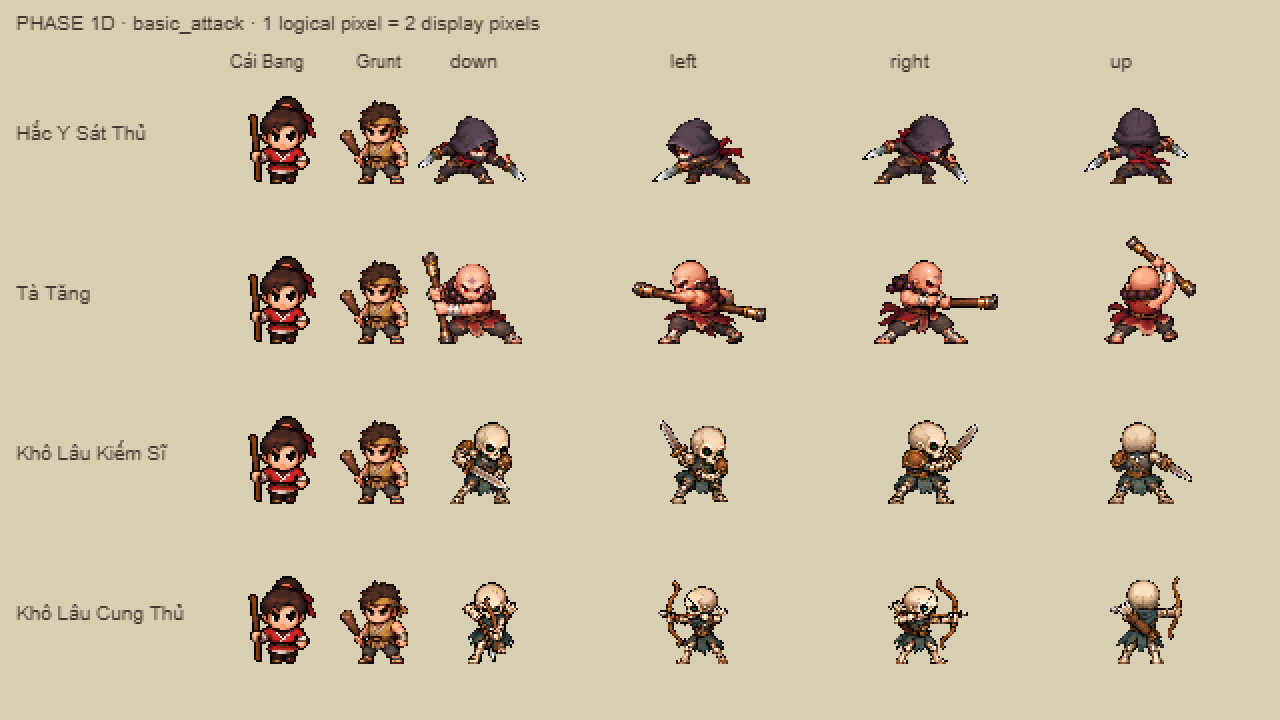 PHASE 1D · basic_attack · 1 logical pixel = 2 display pixels
Cái Bang Grunt down left right up
Hắc Y Sát Thủ
Tà Tăng
Khô Lâu Kiếm Sĩ
Khô Lâu Cung Thủ